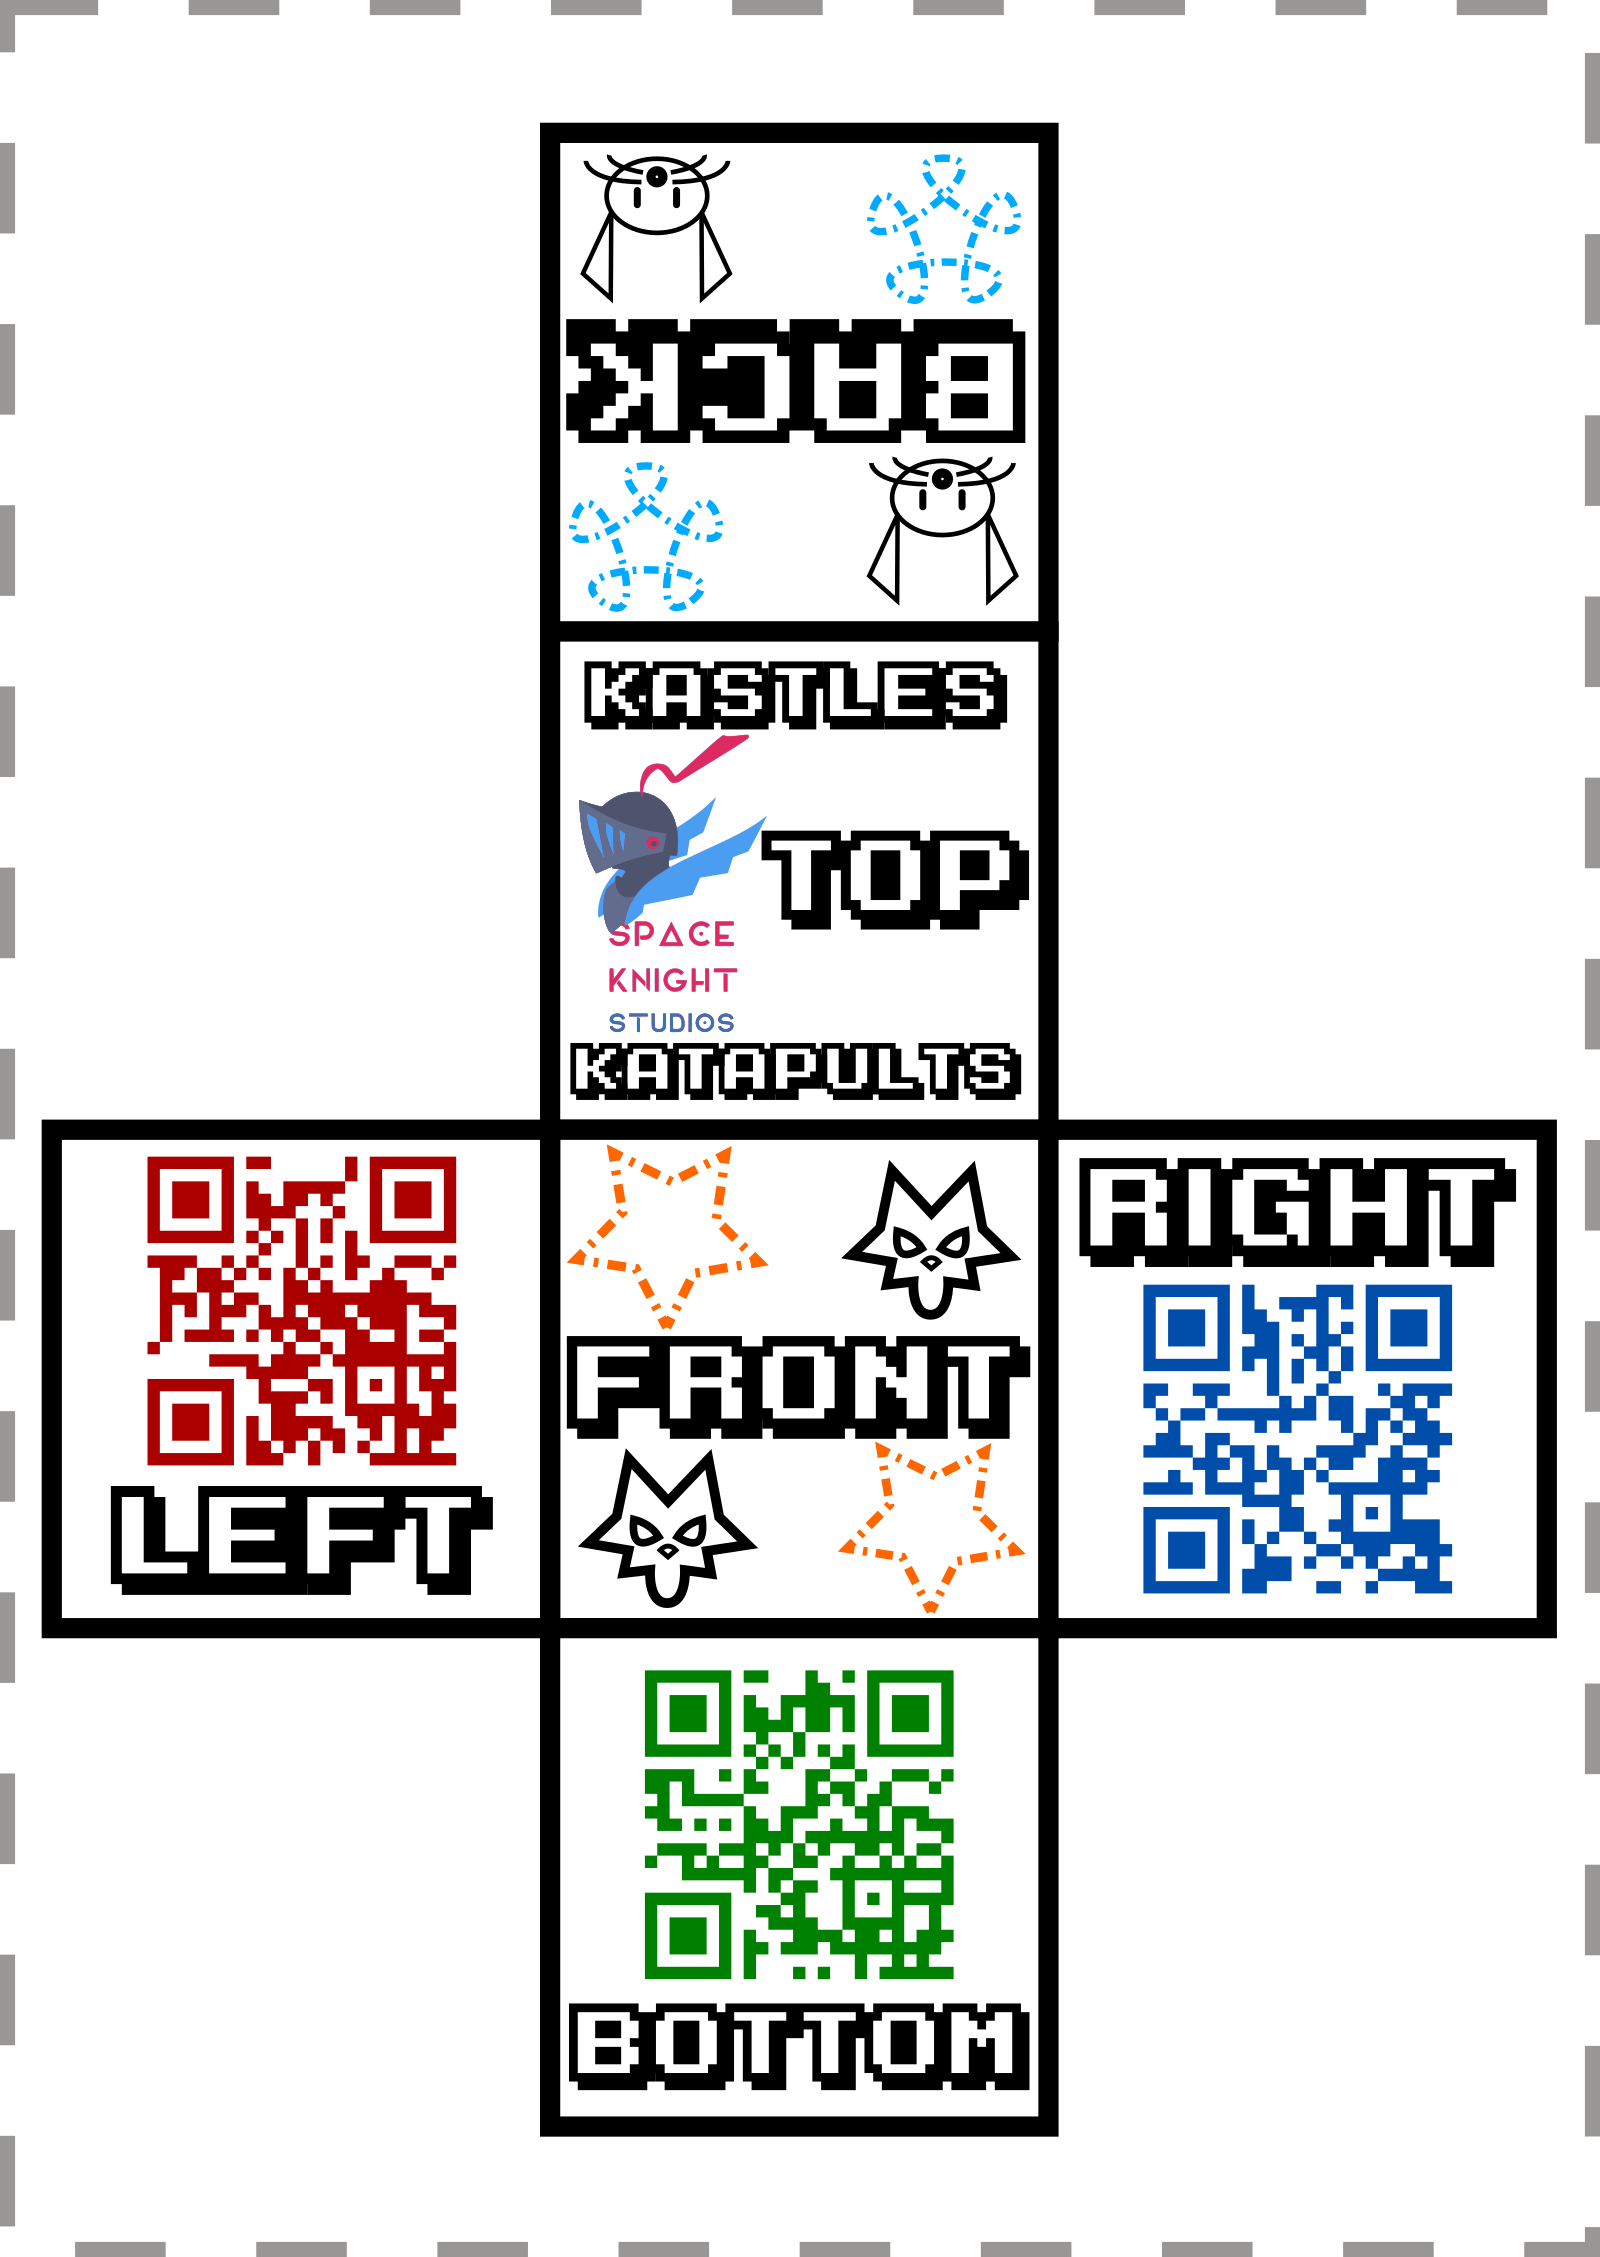 BACK
KASTLES
TOP
SPACE
KNIGHT
STUDIOS
KATAPULTS
LEFT
FRONT
RIGHT
BOTTOM